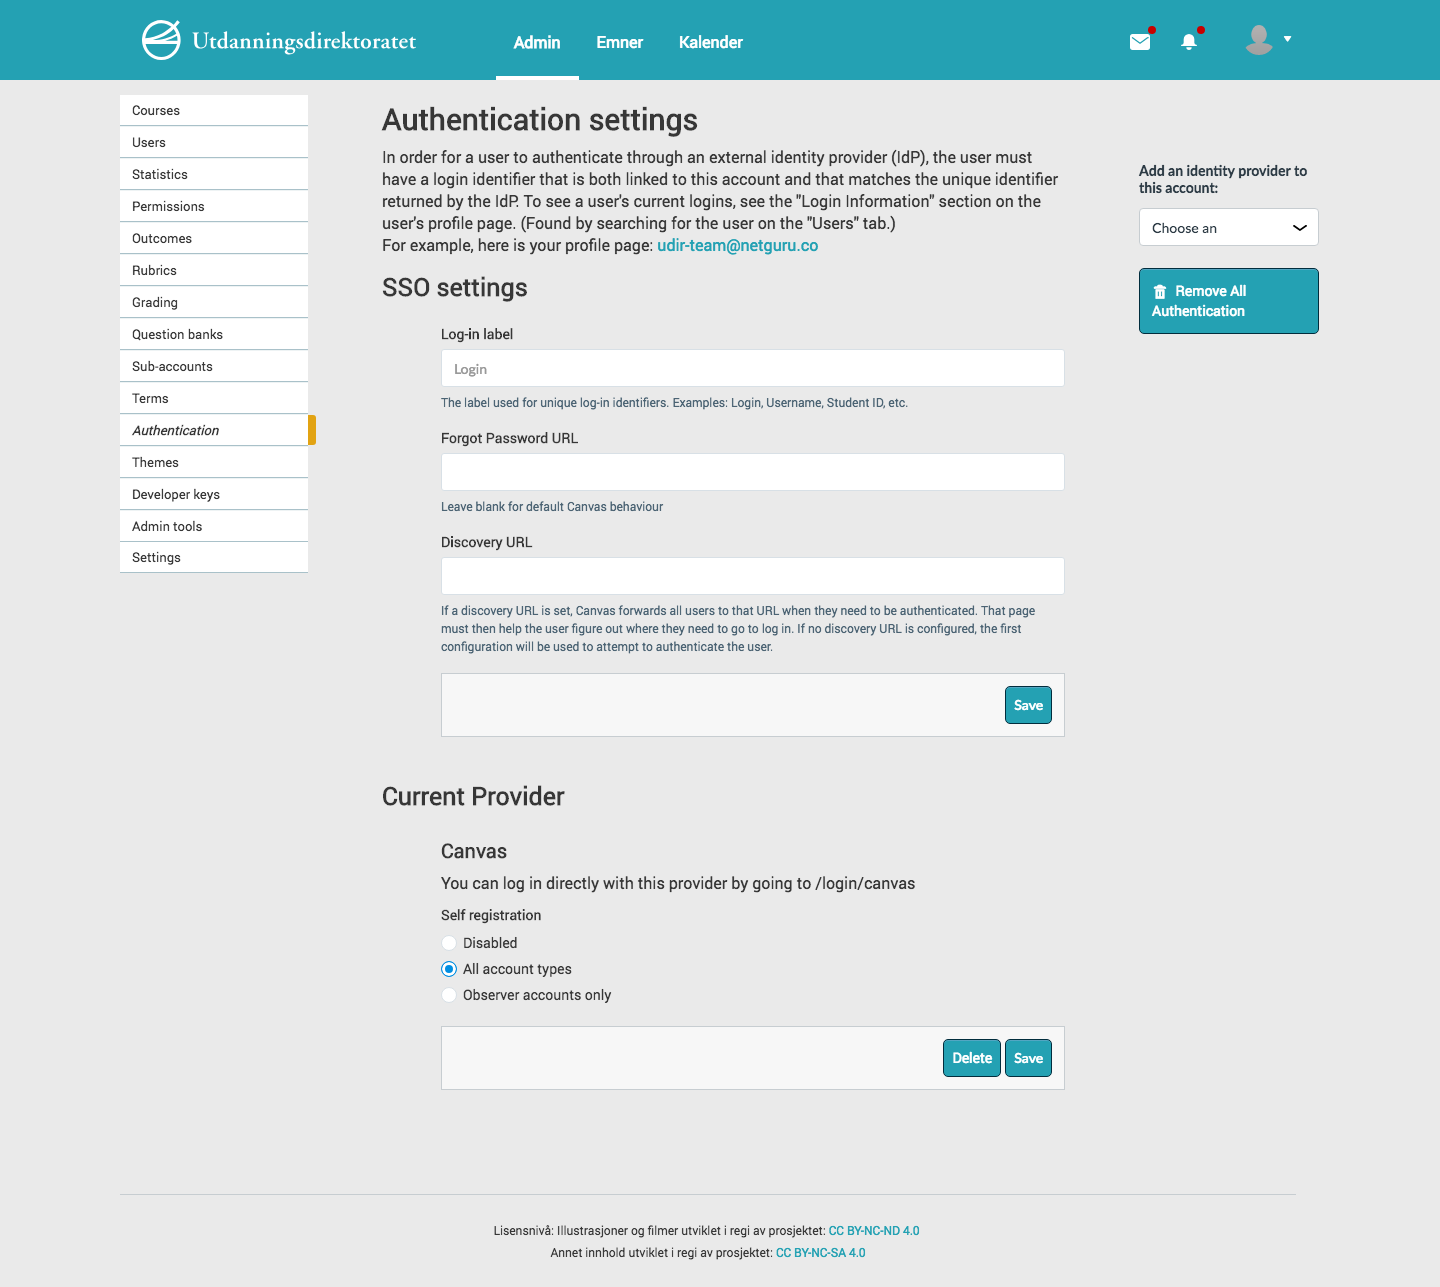 Utdanningsdirektoratet
Admin
Emner
Kalender
Courses
Users
Statistics
Permissions
Outcomes
Rubrics
Grading
Question banks
Sub-accounts
Terms
Authentication
Themes
Developer keys
Admin tools
Settings
Authentication settings
In order for a user to authenticate through an external identity provider (IdP), the user must
have a login identifier that is both linked to this account and that matches the unique identifier
returned by the IdP. To see a user's current logins, see the "Login Information" section on the
user's profile page. (Found by searching for the user on the "Users" tab.)
For example, here is your profile page: udir-team@netguru.co
SSO settings
Log-in label
Login
The label used for unique log-in identifiers. Examples: Login, Username, Student ID, etc.
Forgot Password URL
Leave blank for default Canvas behaviour
Discovery URL
If a discovery URL is set, Canvas forwards all users to that URL when they need to be authenticated. That page
must then help the user figure out where they need to go to log in. If no discovery URL is configured, the first
configuration will be used to attempt to authenticate the user.
Save
Current Provider
Canvas
You can log in directly with this provider by going to /login/canvas
Self registration
Disabled
All account types
Observer accounts only
Delete
Save
Add an identity provider to
this account:
Choose an
Remove All
Authentication
Lisensnivå: Illustrasjoner og filmer utviklet i regi av prosjektet: CC BY-NC-ND 4.0
Annet innhold utviklet i regi av prosjektet: CC BY-NC-SA 4.0